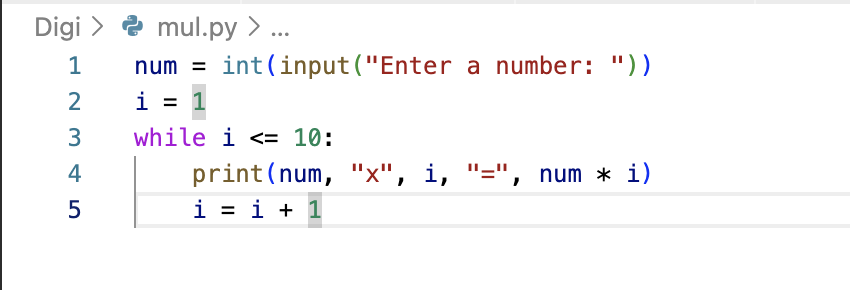 Digi > mul.py > ...
1 num = int(input("Enter a number: "))
2 i = 1
3 while i <= 10:
4     print(num, "x", i, "=", num * i)
5     i = i + 1